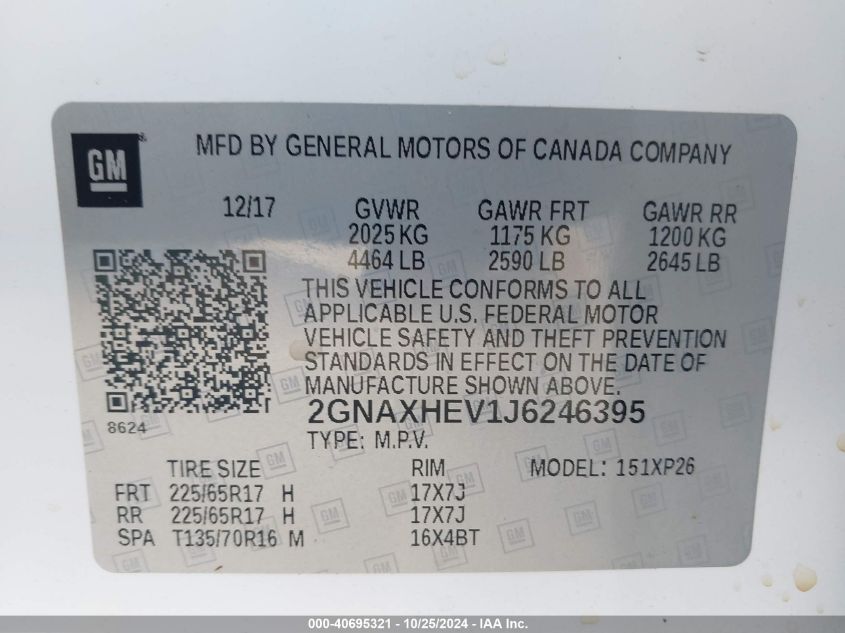 GM
MFD BY GENERAL MOTORS OF CANADA COMPANY
12/17 GVWR GAWR FRT GAWR RR
2025 KG 1175 KG 1200 KG
4464 LB 2590 LB 2645 LB
THIS VEHICLE CONFORMS TO ALL
APPLICABLE U.S. FEDERAL MOTOR
VEHICLE SAFETY AND THEFT PREVENTION
STANDARDS IN EFFECT ON THE DATE OF
MANUFACTURE SHOWN ABOVE.
8624
2GNAXHEV1J6246395
TYPE: M.P.V.
TIRE SIZE RIM MODEL: 151XP26
FRT 225/65R17 H 17X7J
RR 225/65R17 H 17X7J
SPA T135/70R16 M 16X4BT
000-40695321 - 10/25/2024 - © Copyright 2024, IAA Inc.